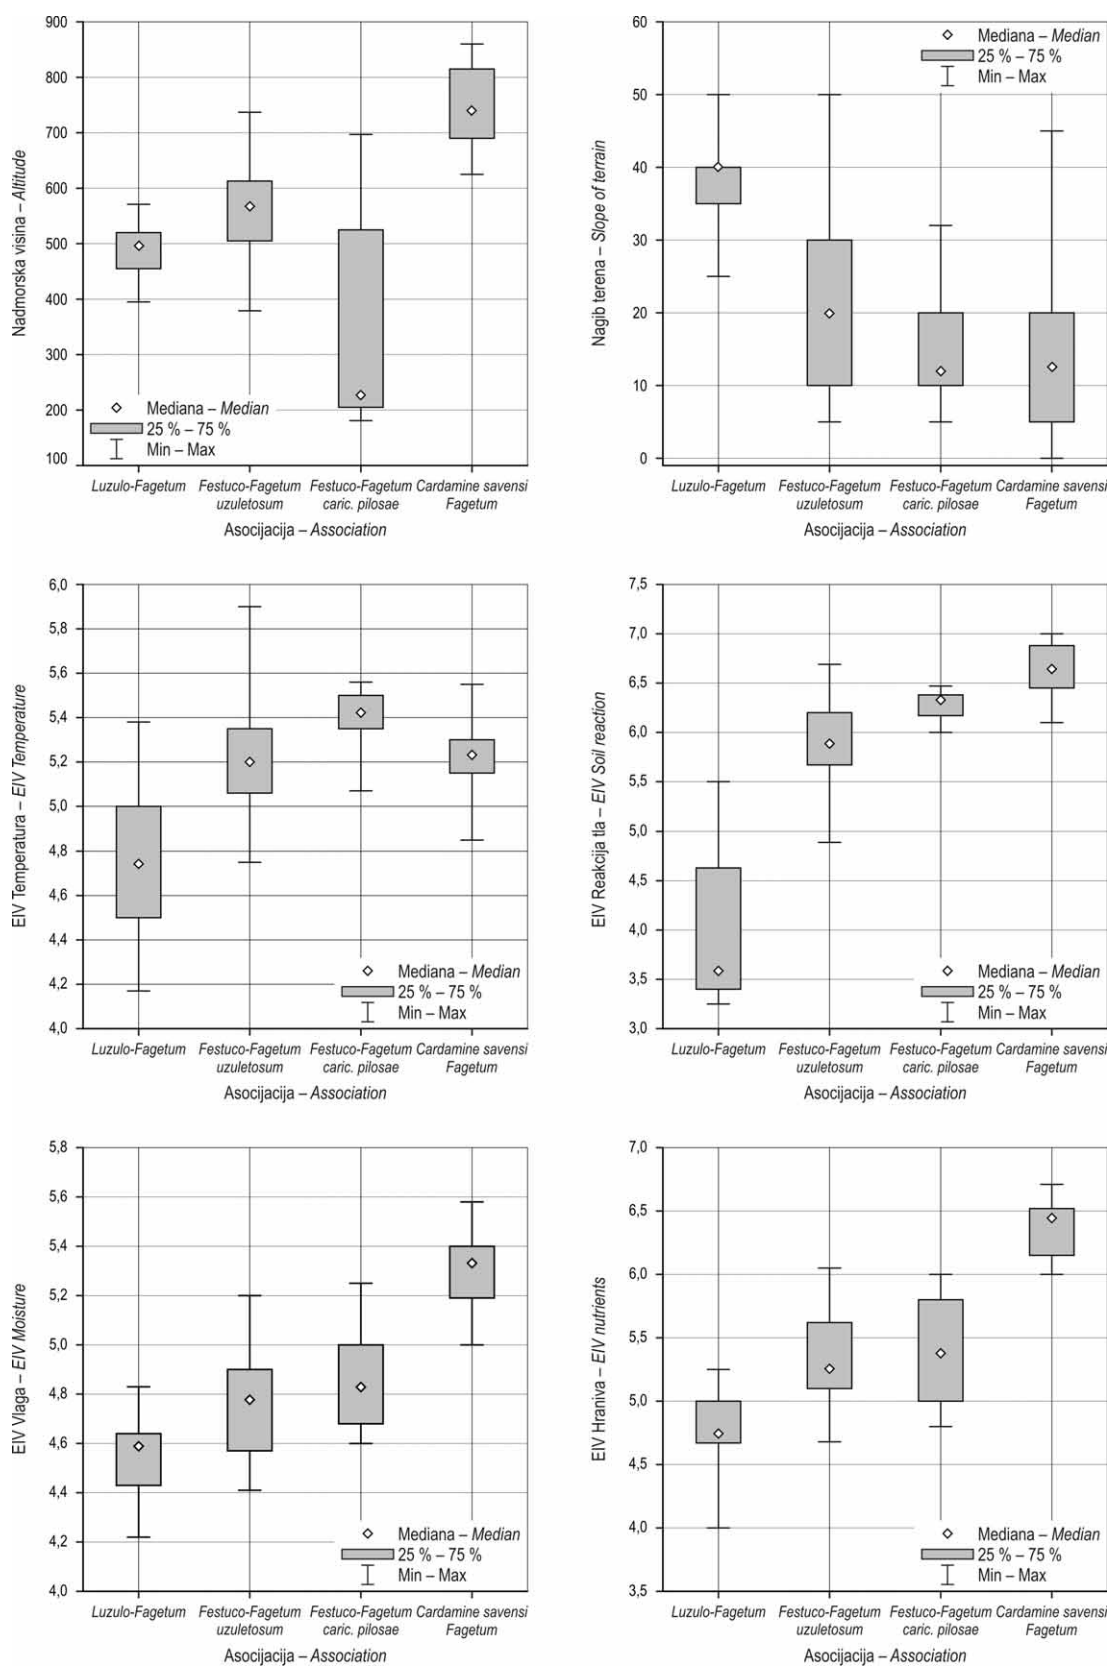 900
800
700
600
500
400
300
200
100
Nadmorska visina – Altitude
Mediana – Median
25 % – 75 %
Min – Max
Luzulo-Fagetum
Festuco-Fagetum
uzuletosum
Festuco-Fagetum
caric. pilosae
Cardamine savensi
Fagetum
Asocijacija – Association
60
50
40
30
20
10
0
Nagib terena – Slope of terrain
Mediana – Median
25 % – 75 %
Min – Max
Luzulo-Fagetum
Festuco-Fagetum
uzuletosum
Festuco-Fagetum
caric. pilosae
Cardamine savensi
Fagetum
Asocijacija – Association
6,0
5,8
5,6
5,4
5,2
5,0
4,8
4,6
4,4
4,2
4,0
EIV Temperatura – EIV Temperature
Mediana – Median
25 % – 75 %
Min – Max
Luzulo-Fagetum
Festuco-Fagetum
uzuletosum
Festuco-Fagetum
caric. pilosae
Cardamine savensi
Fagetum
Asocijacija – Association
7,5
7,0
6,5
6,0
5,5
5,0
4,5
4,0
3,5
3,0
EIV Reakcija tla – EIV Soil reaction
Mediana – Median
25 % – 75 %
Min – Max
Luzulo-Fagetum
Festuco-Fagetum
uzuletosum
Festuco-Fagetum
caric. pilosae
Cardamine savensi
Fagetum
Asocijacija – Association
5,8
5,6
5,4
5,2
5,0
4,8
4,6
4,4
4,2
4,0
EIV Vlaga – EIV Moisture
Mediana – Median
25 % – 75 %
Min – Max
Luzulo-Fagetum
Festuco-Fagetum
uzuletosum
Festuco-Fagetum
caric. pilosae
Cardamine savensi
Fagetum
Asocijacija – Association
7,0
6,5
6,0
5,5
5,0
4,5
4,0
3,5
EIV Hraniva – EIV nutrients
Mediana – Median
25 % – 75 %
Min – Max
Luzulo-Fagetum
Festuco-Fagetum
uzuletosum
Festuco-Fagetum
caric. pilosae
Cardamine savensi
Fagetum
Asocijacija – Association